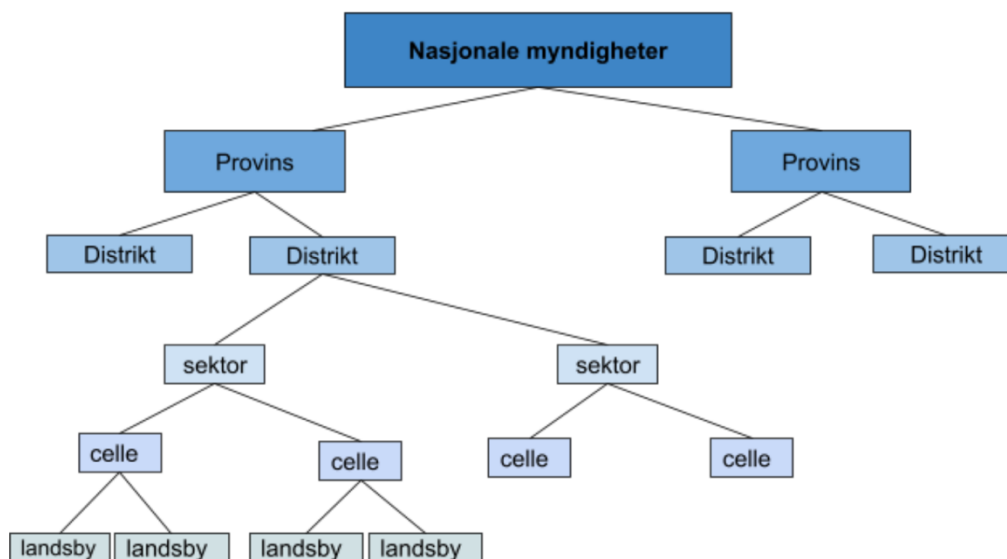 Nasjonale myndigheter
Provins
Provins
Distrikt
Distrikt
Distrikt
Distrikt
sektor
sektor
celle
celle
celle
celle
landsby
landsby
landsby
landsby